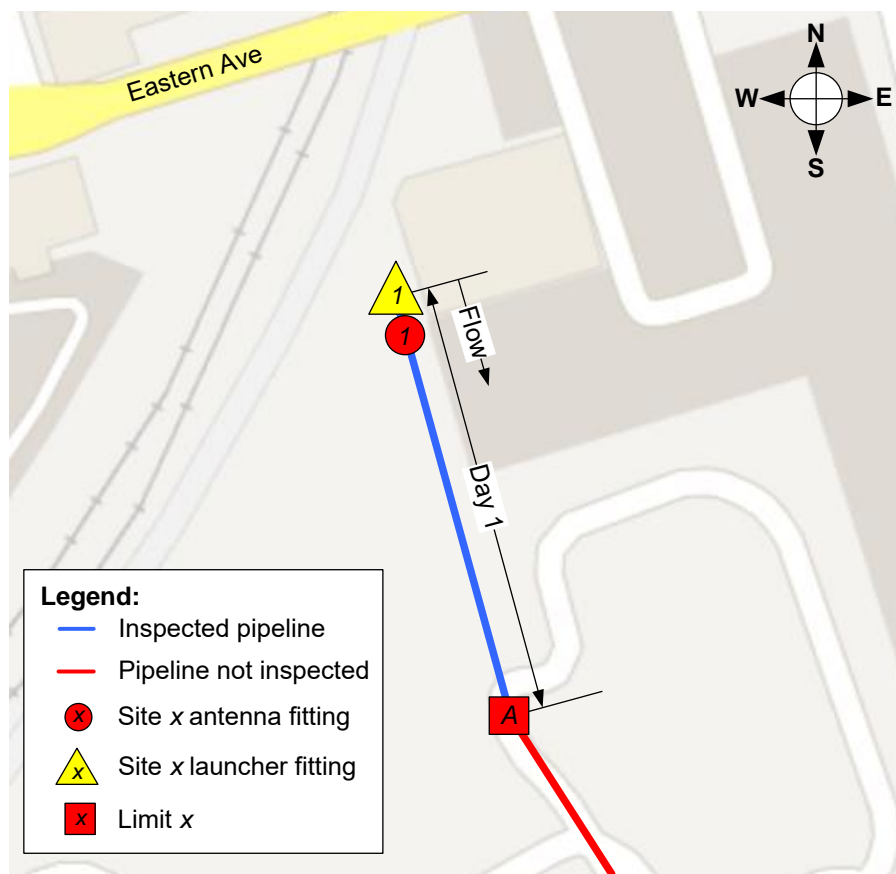 Eastern Ave
N
W
E
S
1
1
Flow
Day 1
A
Legend:
Inspected pipeline
Pipeline not inspected
x Site x antenna fitting
x Site x launcher fitting
x Limit x